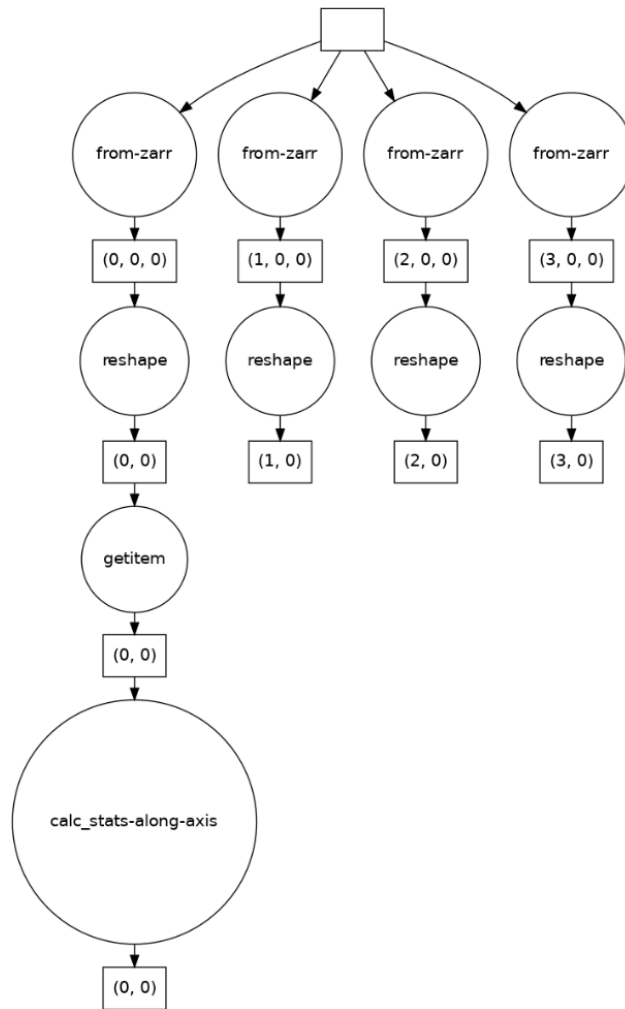 from-zarr from-zarr from-zarr from-zarr
(0, 0, 0) (1, 0, 0) (2, 0, 0) (3, 0, 0)
reshape reshape reshape reshape
(0, 0) (1, 0) (2, 0) (3, 0)
getitem
(0, 0)
calc_stats-along-axis
(0, 0)